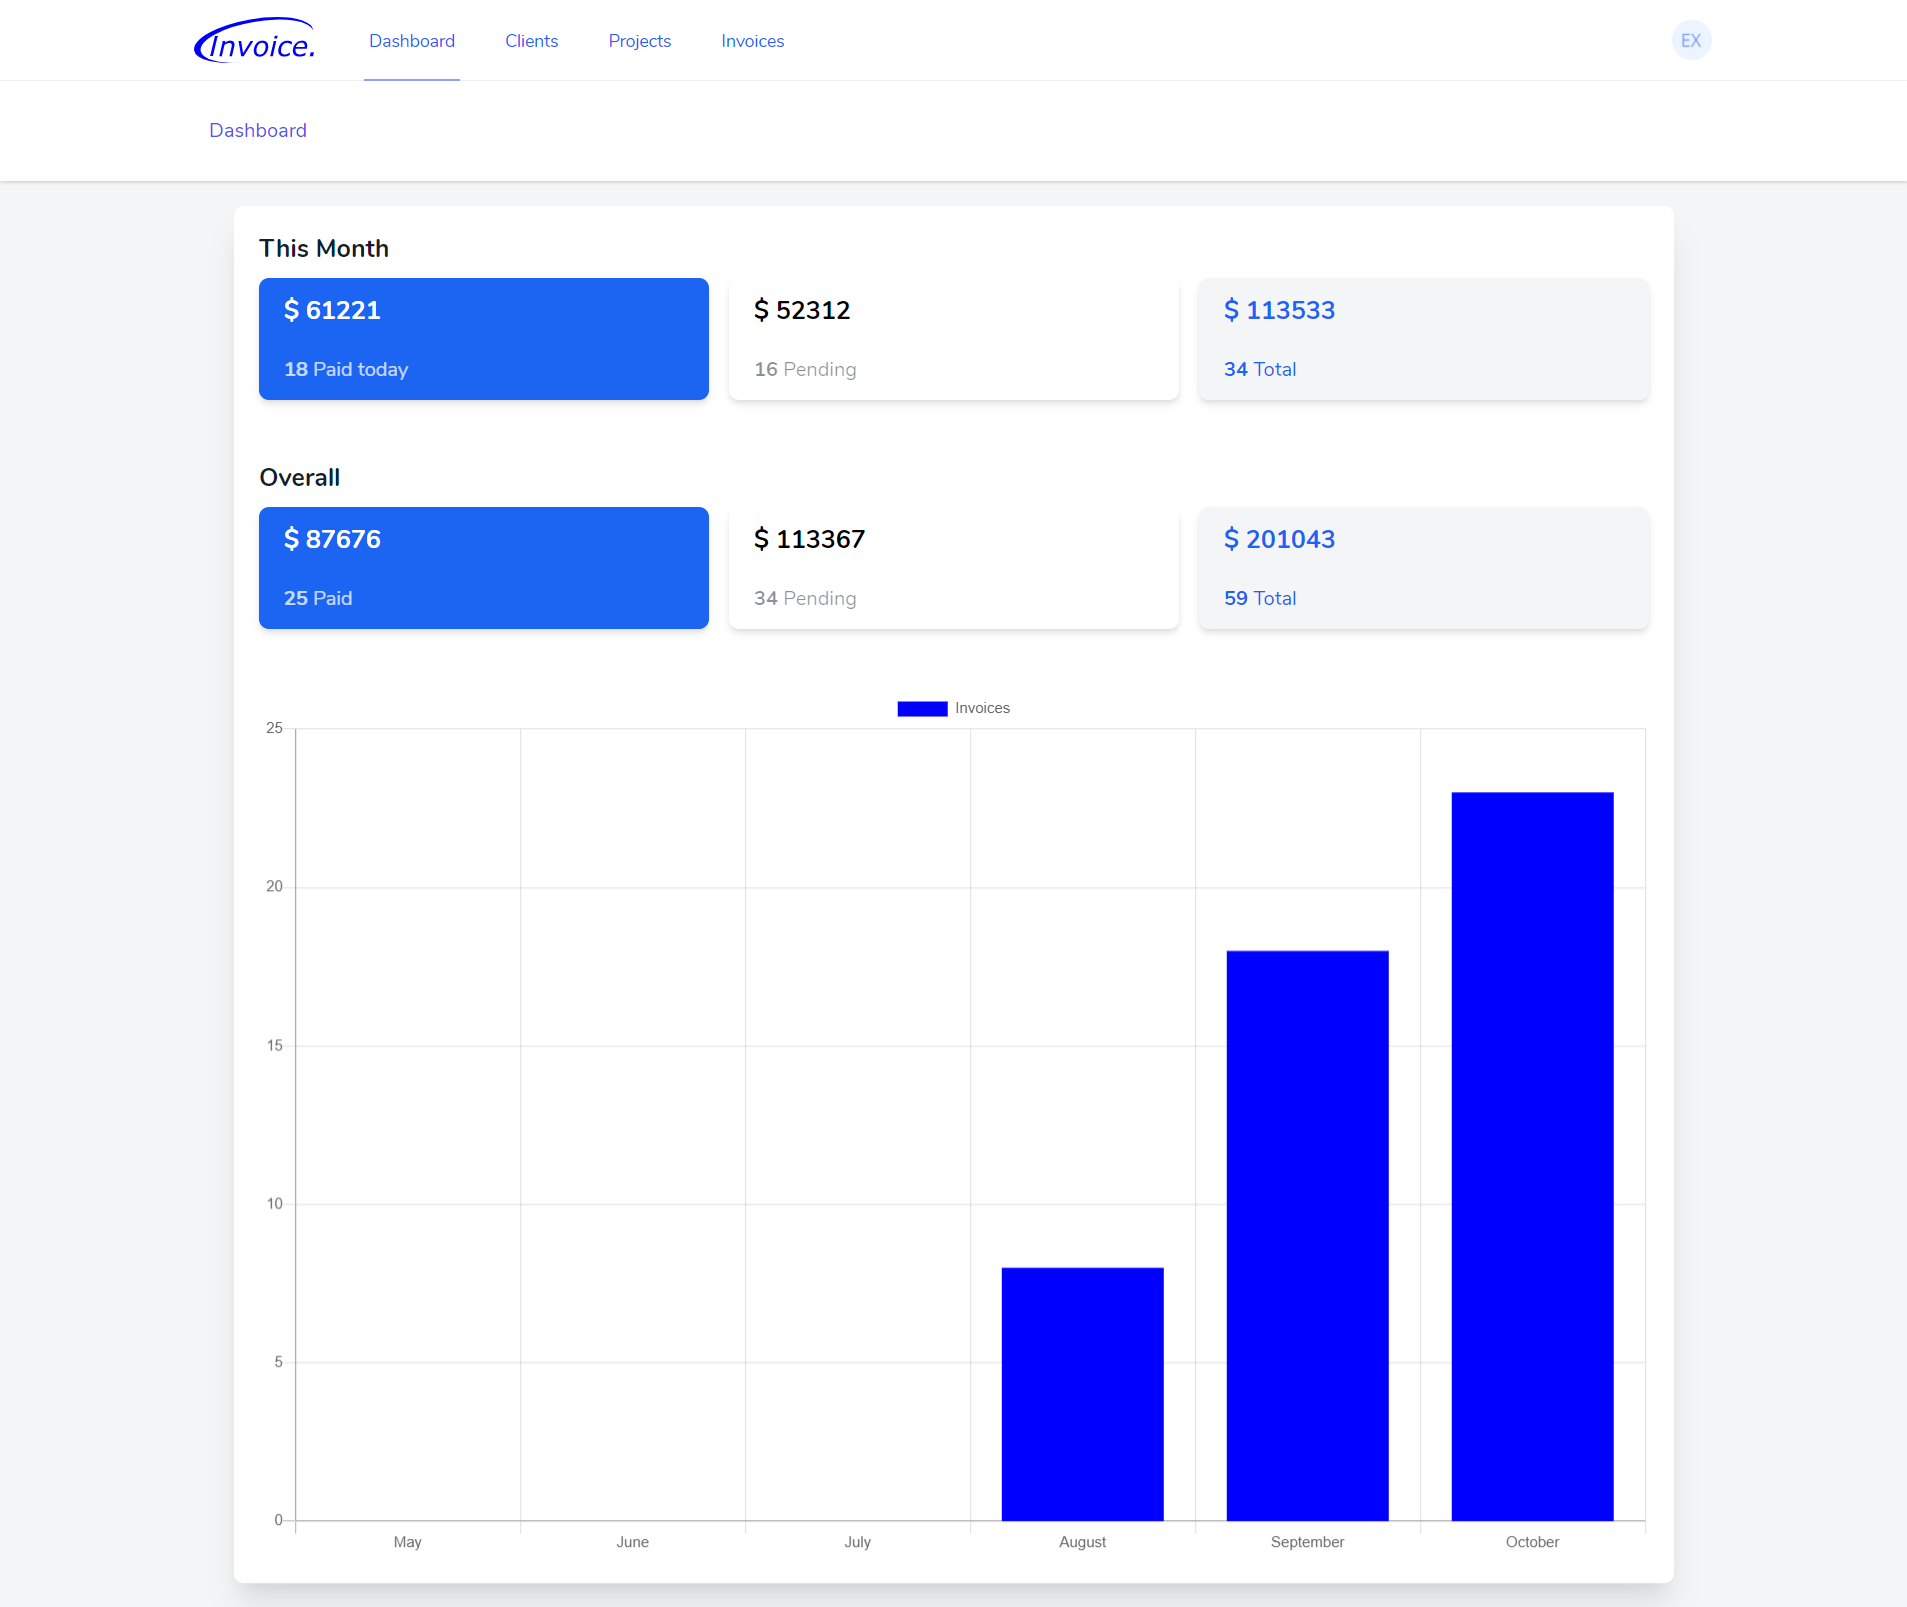 Invoice.
Dashboard
Clients
Projects
Invoices
EX
Dashboard
This Month
$ 61221
18 Paid today
$ 52312
16 Pending
$ 113533
34 Total
Overall
$ 87676
25 Paid
$ 113367
34 Pending
$ 201043
59 Total
Invoices
25
20
15
10
5
0
May
June
July
August
September
October